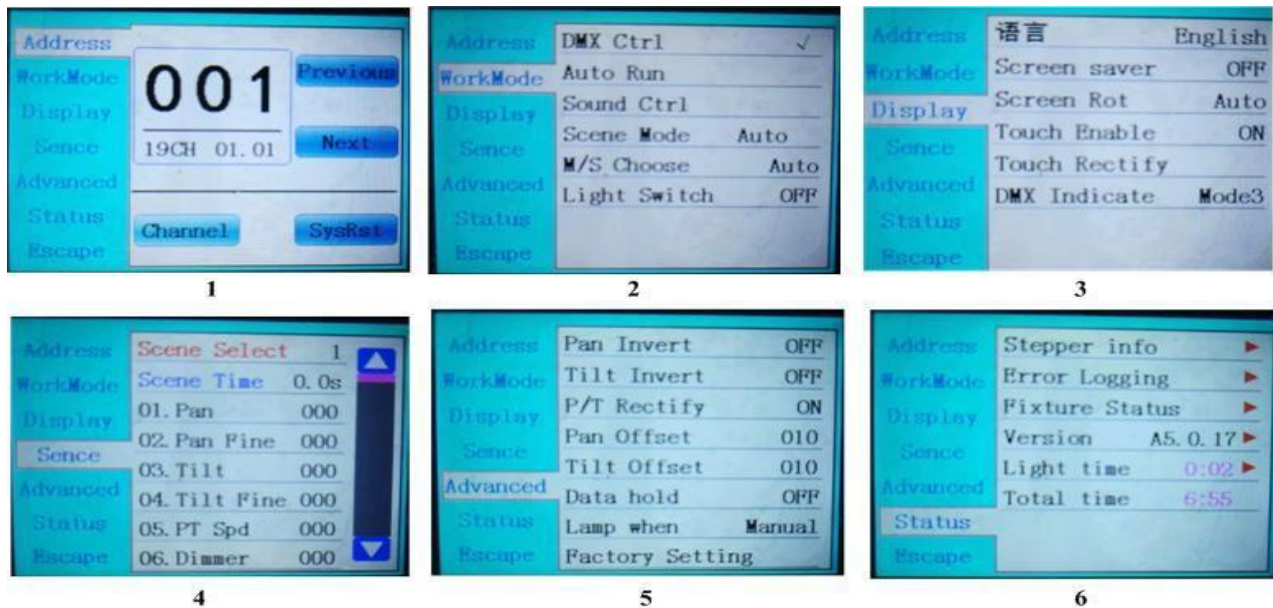 Address
WorkMode
Display
Sence
Advanced
Status
Escape
001
19CH 01.01
Previous
Next
Channel
SysRst
1
Address
WorkMode
Display
Sence
Advanced
Status
Escape
DMX Ctrl √
Auto Run
Sound Ctrl
Scene Mode Auto
M/S Choose Auto
Light Switch OFF
2
Address
WorkMode
Display
Sence
Advanced
Status
Escape
语言 English
Screen saver OFF
Screen Rot Auto
Touch Enable ON
Touch Rectify
DMX Indicate Mode3
3
Address
WorkMode
Display
Sence
Advanced
Status
Escape
Scene Select 1
Scene Time 0.0s
01. Pan 000
02. Pan Fine 000
03. Tilt 000
04. Tilt Fine 000
05. PT Spd 000
06. Dimmer 000
4
Address
WorkMode
Display
Sence
Advanced
Status
Escape
Pan Invert OFF
Tilt Invert OFF
P/T Rectify ON
Pan Offset 010
Tilt Offset 010
Data hold OFF
Lamp when Manual
Factory Setting
5
Address
WorkMode
Display
Sence
Advanced
Status
Escape
Stepper info
Error Logging
Fixture Status
Version A5.0.17
Light time 0:02
Total time 6:55
6